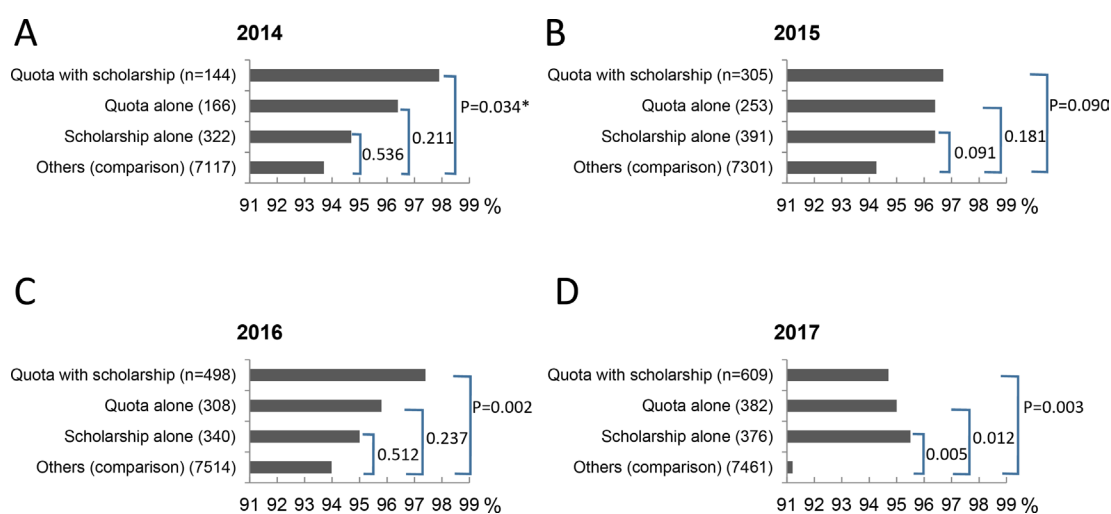 A
2014
Quota with scholarship (n=144)
Quota alone (166)
Scholarship alone (322)
Others (comparison) (7117)
P=0.034*
0.211
0.536
91 92 93 94 95 96 97 98 99 %
B
2015
Quota with scholarship (n=305)
Quota alone (253)
Scholarship alone (391)
Others (comparison) (7301)
P=0.090
0.181
0.091
91 92 93 94 95 96 97 98 99 %
C
2016
Quota with scholarship (n=498)
Quota alone (308)
Scholarship alone (340)
Others (comparison) (7514)
P=0.002
0.237
0.512
91 92 93 94 95 96 97 98 99 %
D
2017
Quota with scholarship (n=609)
Quota alone (382)
Scholarship alone (376)
Others (comparison) (7461)
P=0.003
0.012
0.005
91 92 93 94 95 96 97 98 99 %